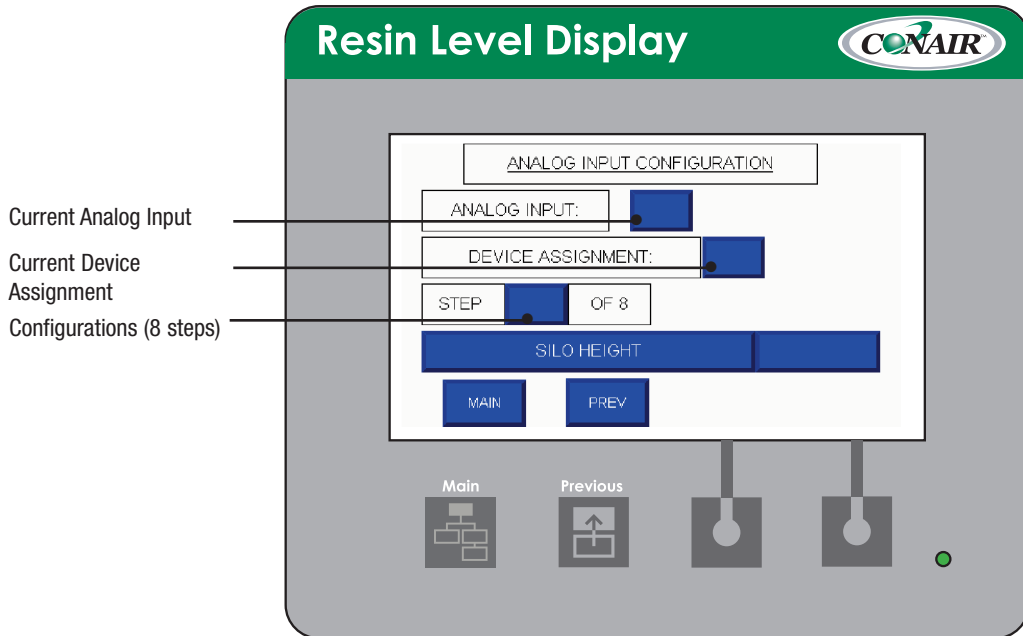 Resin Level Display
CONAIR™
ANALOG INPUT CONFIGURATION
Current Analog Input
ANALOG INPUT:
Current Device
Assignment
DEVICE ASSIGNMENT:
Configurations (8 steps)
STEP OF 8
SILO HEIGHT
MAIN PREV
Main Previous